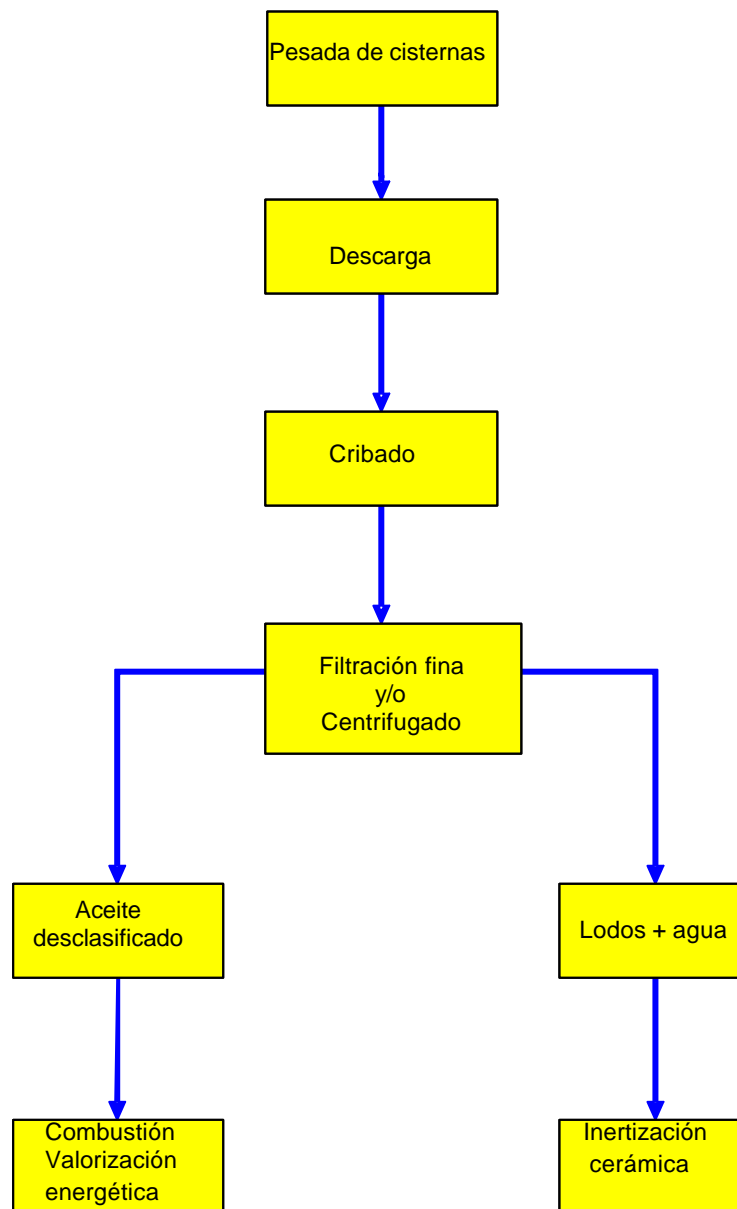 Pesada de cisternas
Descarga
Cribado
Filtración fina
y/o
Centrifugado
Aceite
desclasificado
Lodos + agua
Combustión
Valorización
energética
Inertización
cerámica